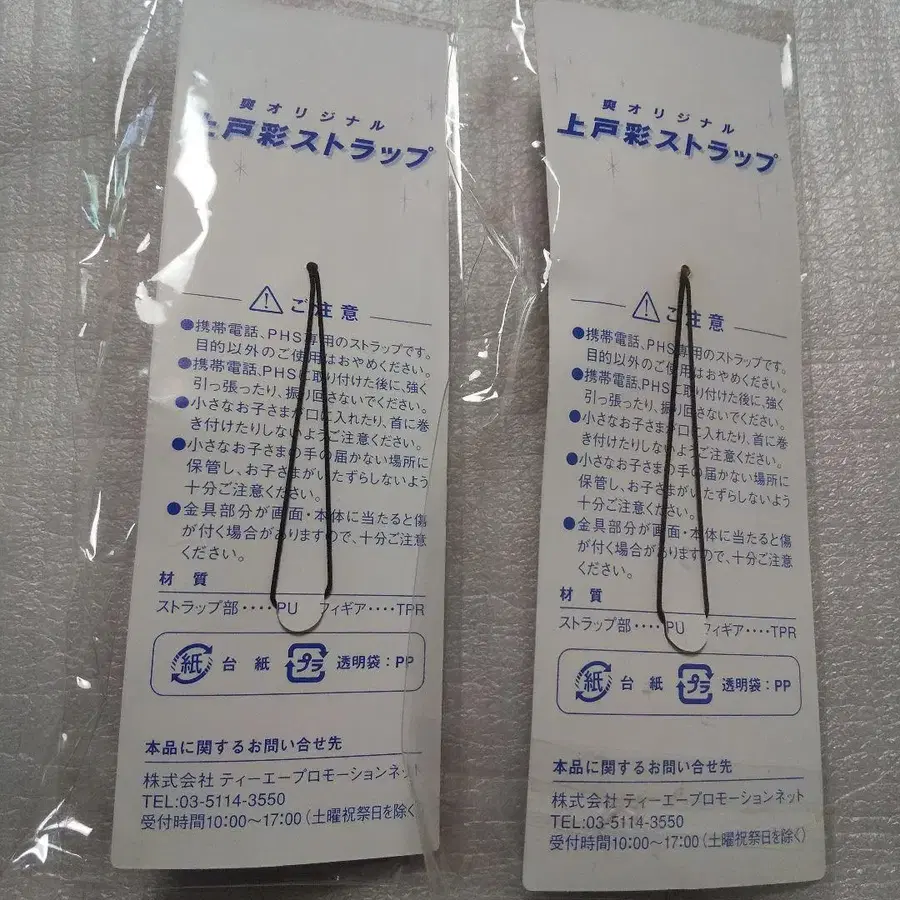 爽オリジナル
上戸彩ストラップ
ご注意
●携帯電話、PHS専用のストラップです。
目的以外のご使用はおやめください。
●携帯電話、PHSに取り付けた後に、強く
引っ張ったり、振り回さないでください。
●小さなお子さまが口に入れたり、首に巻
き付けたりしないようご注意ください。
●小さなお子さまの手の届かない場所に
保管し、お子さまがいたずらしないよう
十分ご注意ください。
●金具部分が画面・本体に当たると傷
が付く場合がありますので、十分ご注意
ください。
材質
ストラップ部・・・・PU フィギア・・・・TPR
紙 台紙 プラ 透明袋：PP
本品に関するお問い合せ先
株式会社 ティーエープロモーションネット
TEL:03-5114-3550
受付時間10:00～17:00（土曜祝祭日を除く
爽オリジナル
上戸彩ストラップ
ご注意
●携帯電話、PHS専用のストラップです。
目的以外のご使用はおやめください。
●携帯電話、PHSに取り付けた後に、強く
引っ張ったり、振り回さないでください。
●小さなお子さまが口に入れたり、首に巻
き付けたりしないようご注意ください。
●小さなお子さまの手の届かない場所に
保管し、お子さまがいたずらしないよう
十分ご注意ください。
●金具部分が画面・本体に当たると傷
が付く場合がありますので、十分ご注意
ください。
材質
ストラップ部・・・・PU フィギア・・・・TPR
紙 台紙 プラ 透明袋：PP
本品に関するお問い合せ先
株式会社 ティーエープロモーションネット
TEL:03-5114-3550
受付時間10:00～17:00（土曜祝祭日を除く）